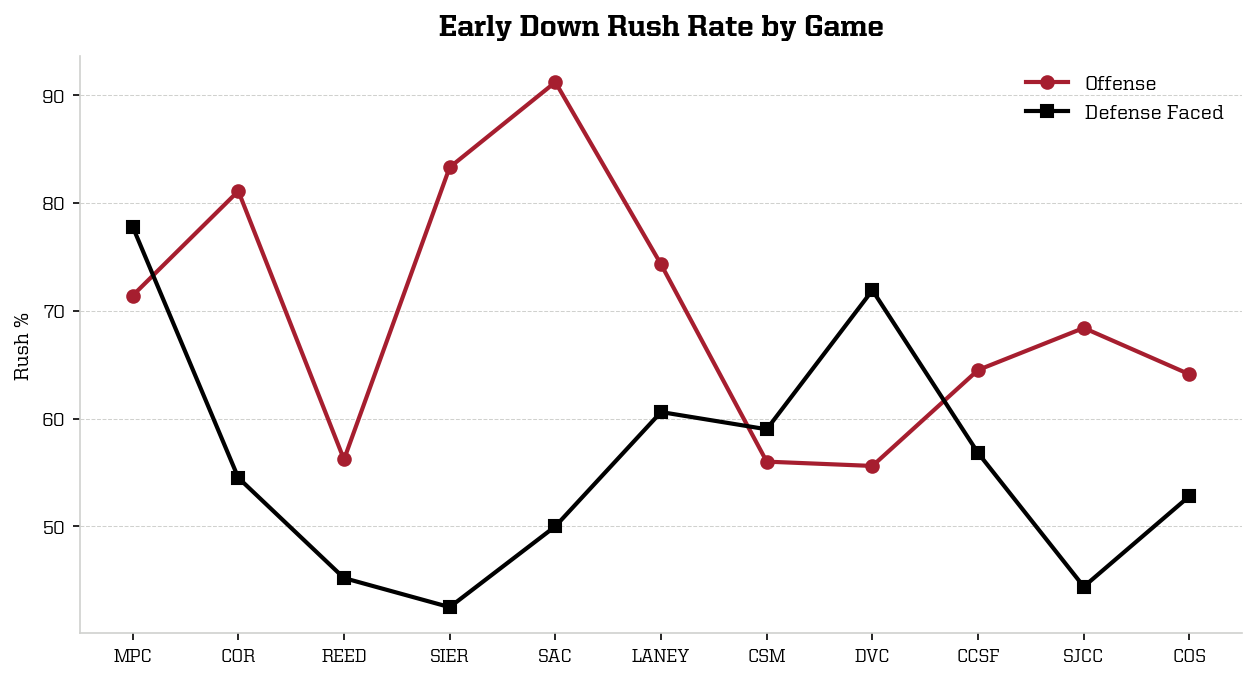 Early Down Rush Rate by Game
Offense
Defense Faced
Rush %
90
80
70
60
50
MPC COR REED SIER SAC LANEY CSM DVC CCSF SJCC COS